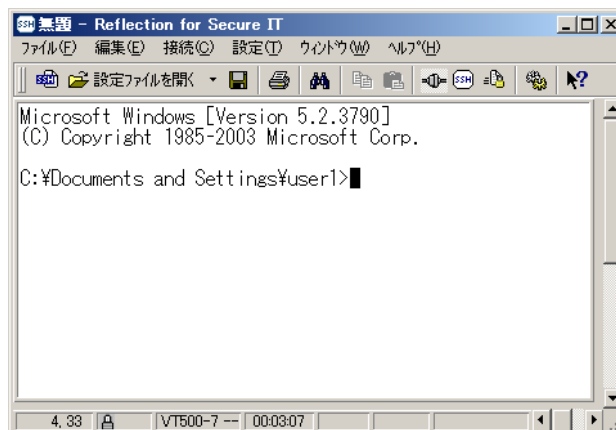 無題 - Reflection for Secure IT
ファイル(F) 編集(E) 接続(C) 設定(T) ウィンドウ(W) ヘルプ(H)
設定ファイルを開く
Microsoft Windows [Version 5.2.3790]
(C) Copyright 1985-2003 Microsoft Corp.
C:¥Documents and Settings¥user1>
4, 33 VT500-7 -- 00:03:07